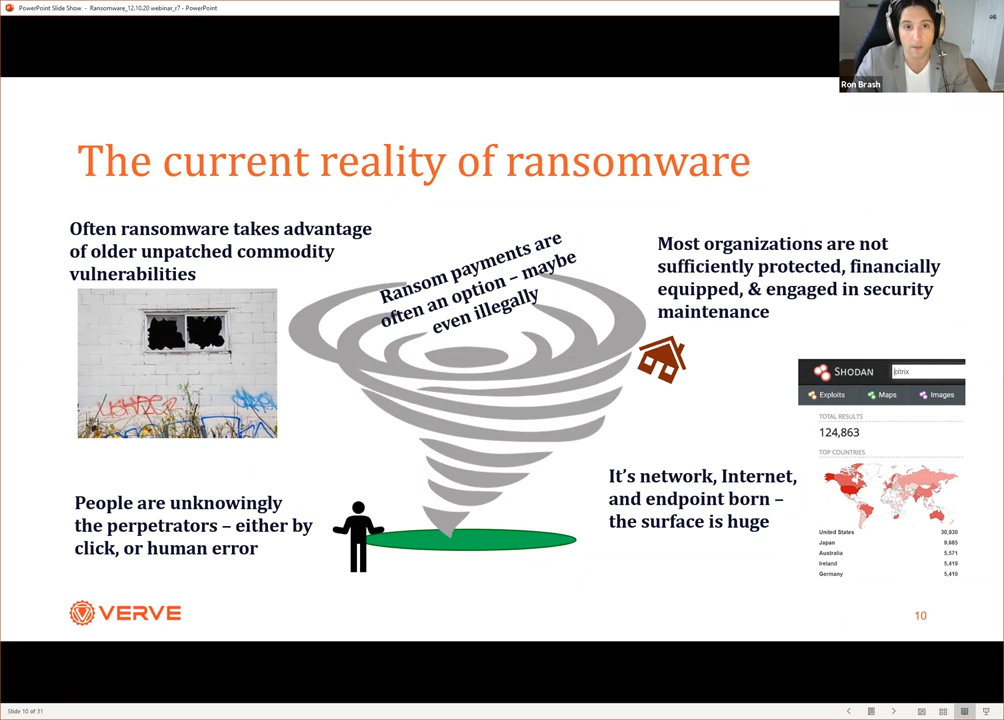 PowerPoint Slide Show - Ransomware_12.10.20 webinar_r7 - PowerPoint
Ron Brash
The current reality of ransomware
Often ransomware takes advantage
of older unpatched commodity
vulnerabilities
Ransom payments are
often an option – maybe
even illegally
Most organizations are not
sufficiently protected, financially
equipped, & engaged in security
maintenance
SHODAN
citrix
Exploits
Maps
Images
TOTAL RESULTS
124,863
TOP COUNTRIES
United States 30,930
Japan 9,685
Australia 5,571
Ireland 5,419
Germany 5,410
People are unknowingly
the perpetrators – either by
click, or human error
It's network, Internet,
and endpoint born –
the surface is huge
VERVE
10
Slide 10 of 31